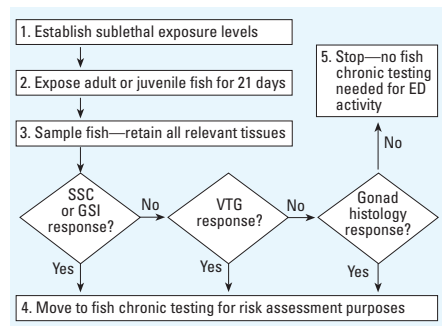 1. Establish sublethal exposure levels
2. Expose adult or juvenile fish for 21 days
3. Sample fish—retain all relevant tissues
5. Stop—no fish
chronic testing
needed for ED
activity
No
SSC
or GSI
response?
No
VTG
response?
No
Gonad
histology
response?
Yes
Yes
Yes
4. Move to fish chronic testing for risk assessment purposes